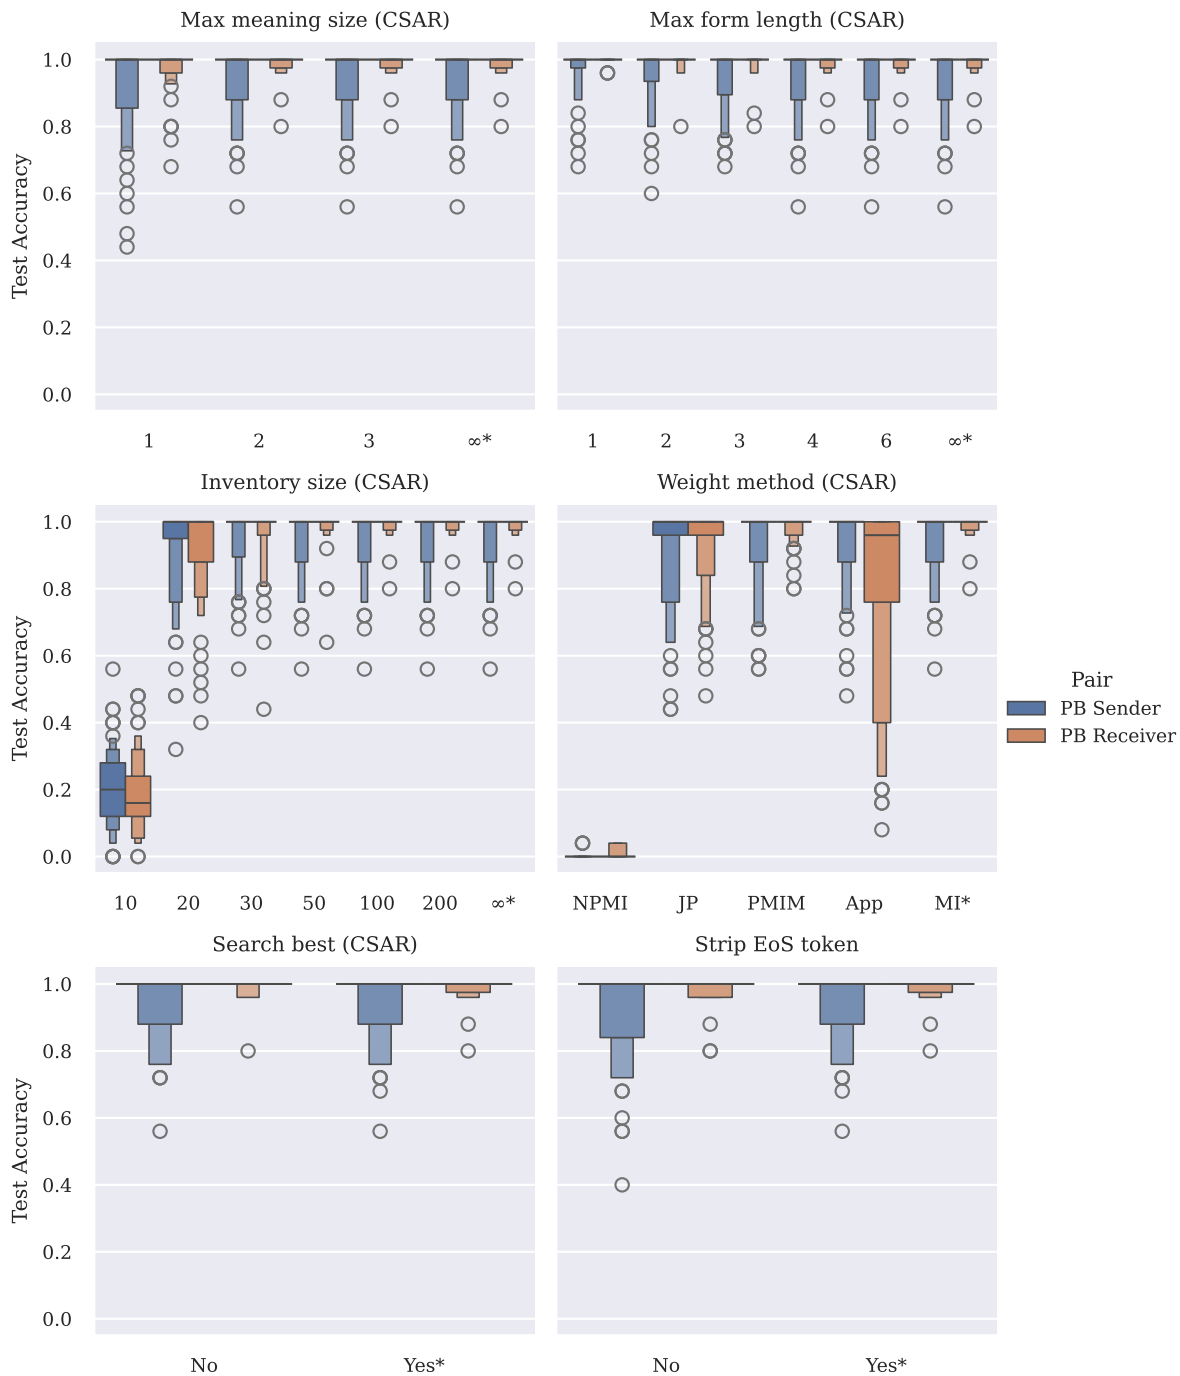 Max meaning size (CSAR)
Max form length (CSAR)
Test Accuracy
1.0
0.8
0.6
0.4
0.2
0.0
1 2 3 ∞*
1 2 3 4 6 ∞*
Inventory size (CSAR)
Weight method (CSAR)
Test Accuracy
1.0
0.8
0.6
0.4
0.2
0.0
10 20 30 50 100 200 ∞*
NPMI JP PMIM App MI*
Pair
PB Sender
PB Receiver
Search best (CSAR)
Strip EoS token
Test Accuracy
1.0
0.8
0.6
0.4
0.2
0.0
No Yes*
No Yes*